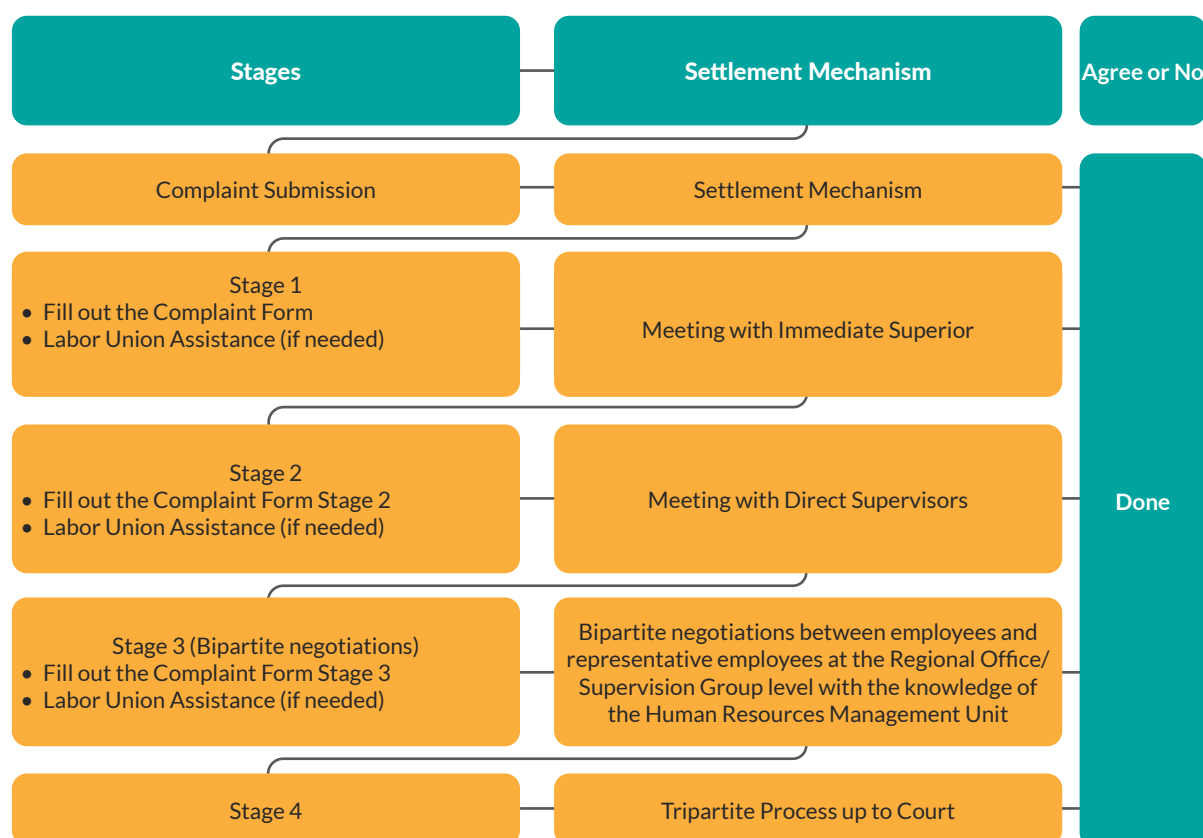 Stages
Settlement Mechanism
Agree or No
Complaint Submission
Settlement Mechanism
Stage 1
• Fill out the Complaint Form
• Labor Union Assistance (if needed)
Meeting with Immediate Superior
Stage 2
• Fill out the Complaint Form Stage 2
• Labor Union Assistance (if needed)
Meeting with Direct Supervisors
Done
Stage 3 (Bipartite negotiations)
• Fill out the Complaint Form Stage 3
• Labor Union Assistance (if needed)
Bipartite negotiations between employees and
representative employees at the Regional Office/
Supervision Group level with the knowledge of
the Human Resources Management Unit
Stage 4
Tripartite Process up to Court